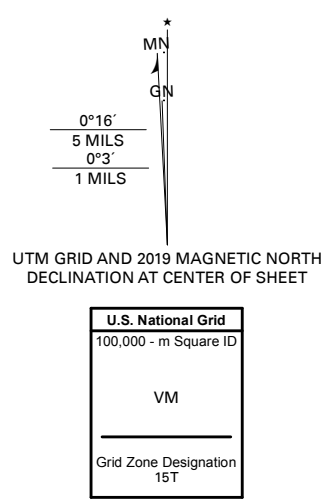 ★
MN
GN
0°16´
5 MILS
0°3´
1 MILS
UTM GRID AND 2019 MAGNETIC NORTH
DECLINATION AT CENTER OF SHEET
U.S. National Grid
100,000 - m Square ID
VM
Grid Zone Designation
15T